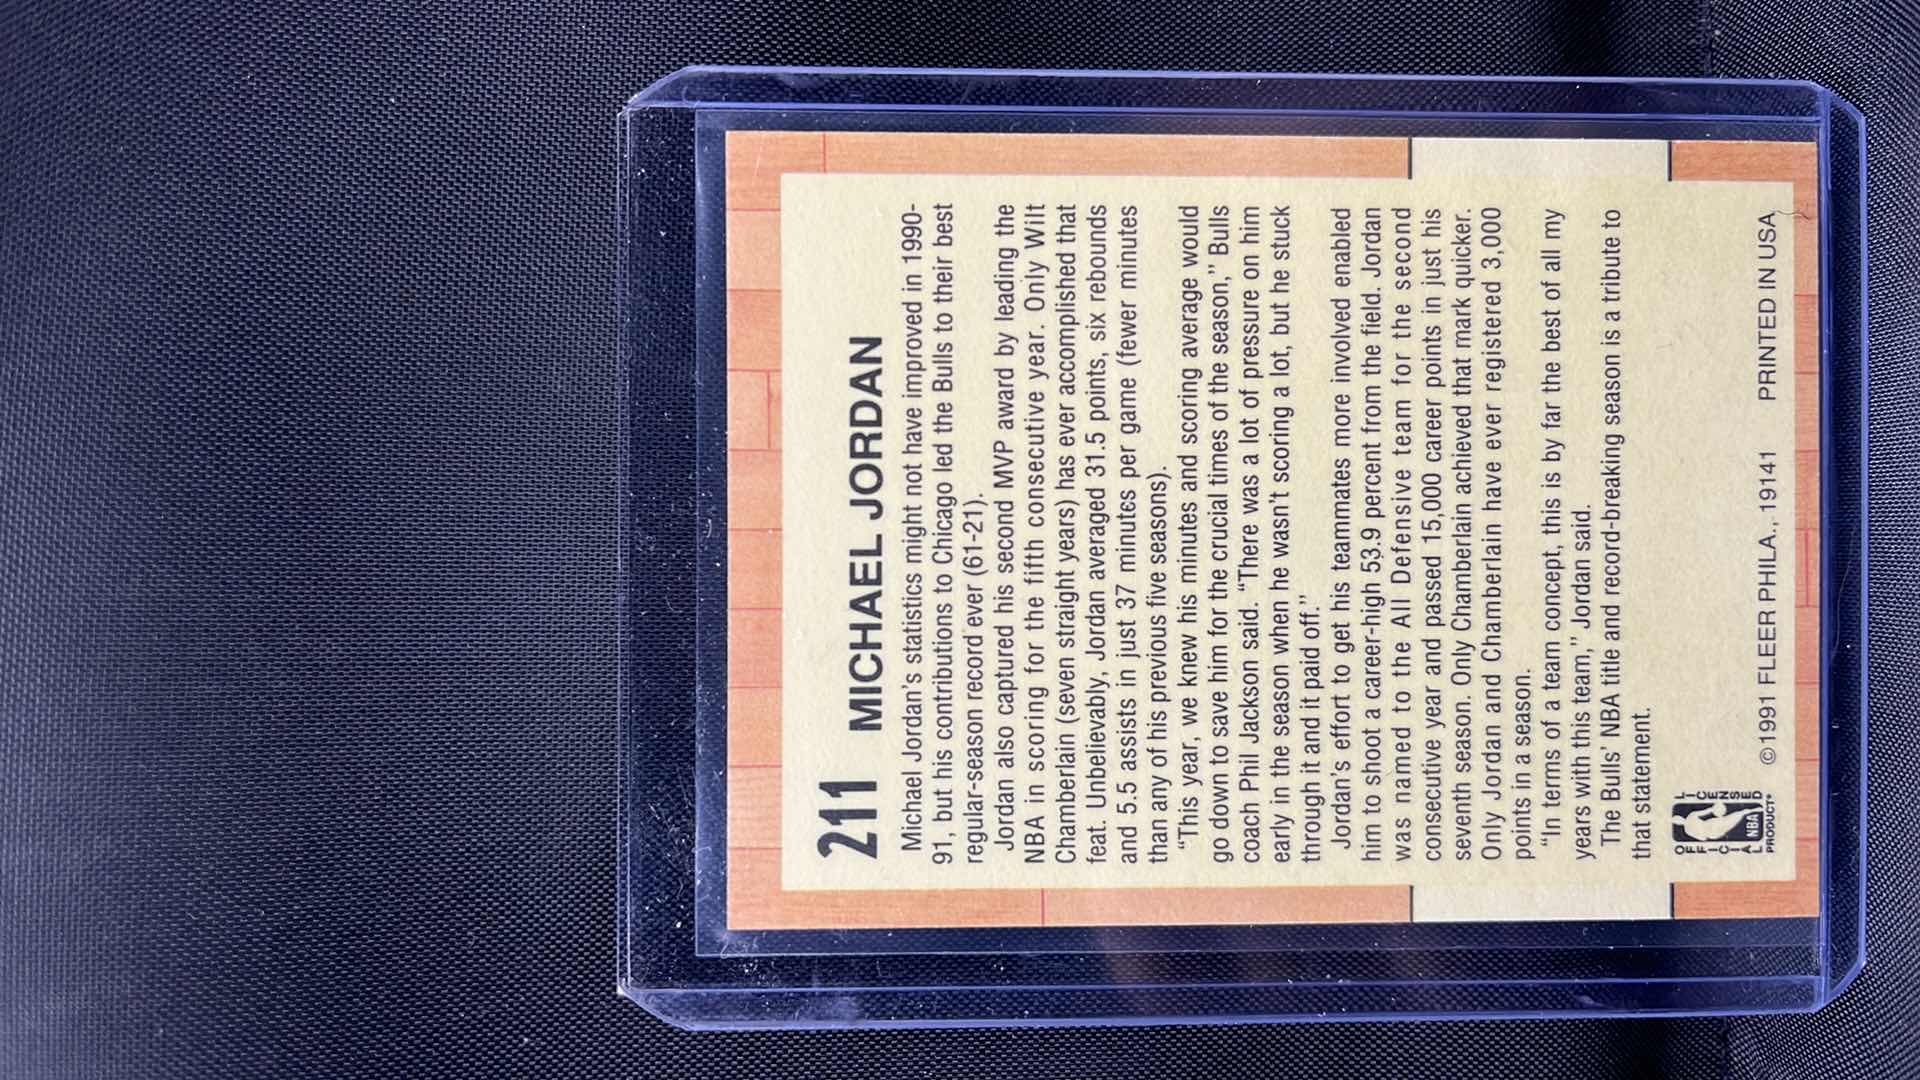 211 MICHAEL JORDAN
Michael Jordan's statistics might not have improved in 1990-
91, but his contributions to Chicago led the Bulls to their best
regular-season record ever (61-21).
Jordan also captured his second MVP award by leading the
NBA in scoring for the fifth consecutive year. Only Wilt
Chamberlain (seven straight years) has ever accomplished that
feat. Unbelievably, Jordan averaged 31.5 points, six rebounds
and 5.5 assists in just 37 minutes per game (fewer minutes
than any of his previous five seasons).
“This year, we knew his minutes and scoring average would
go down to save him for the crucial times of the season,” Bulls
coach Phil Jackson said. “There was a lot of pressure on him
early in the season when he wasn't scoring a lot, but he stuck
through it and it paid off.”
Jordan's effort to get his teammates more involved enabled
him to shoot a career-high 53.9 percent from the field. Jordan
was named to the All Defensive team for the second
consecutive year and passed 15,000 career points in just his
seventh season. Only Chamberlain achieved that mark quicker.
Only Jordan and Chamberlain have ever registered 3,000
points in a season.
“In terms of a team concept, this is by far the best of all my
years with this team,” Jordan said.
The Bulls' NBA title and record-breaking season is a tribute to
that statement.
OFFICIAL LICENSED
NBA
PRODUCT®
©1991 FLEER PHILA., 19141 PRINTED IN USA